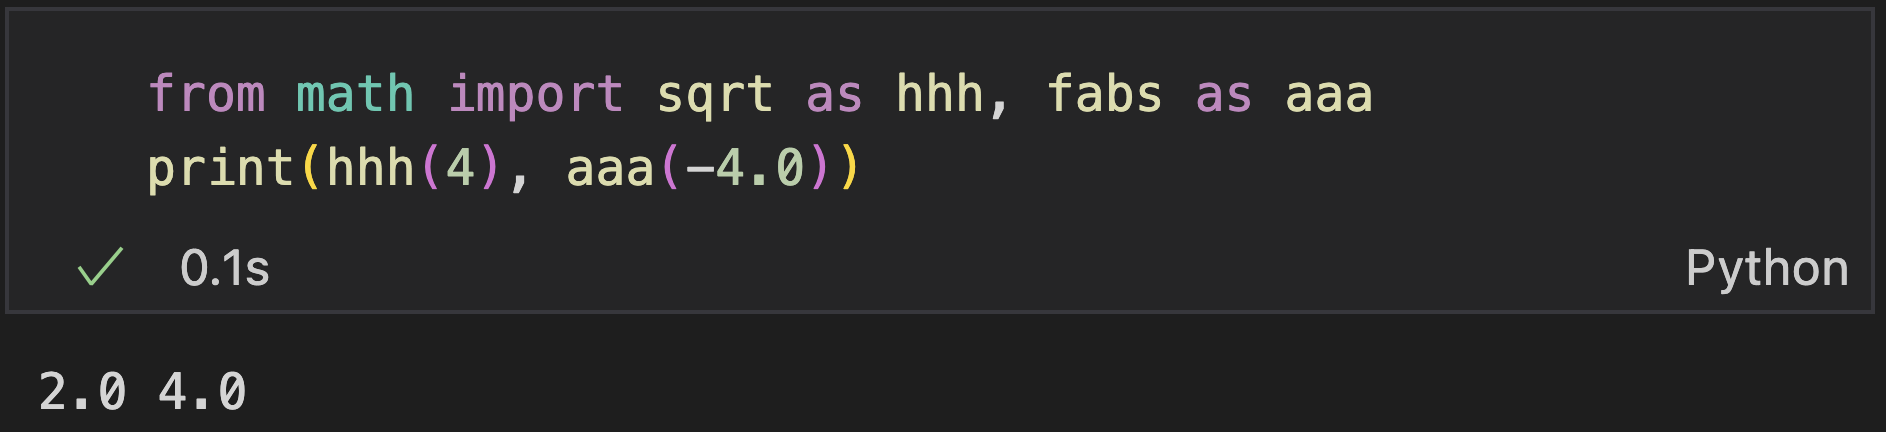 from math import sqrt as hhh, fabs as aaa
print(hhh(4), aaa(-4.0))
0.1s
Python
2.0 4.0